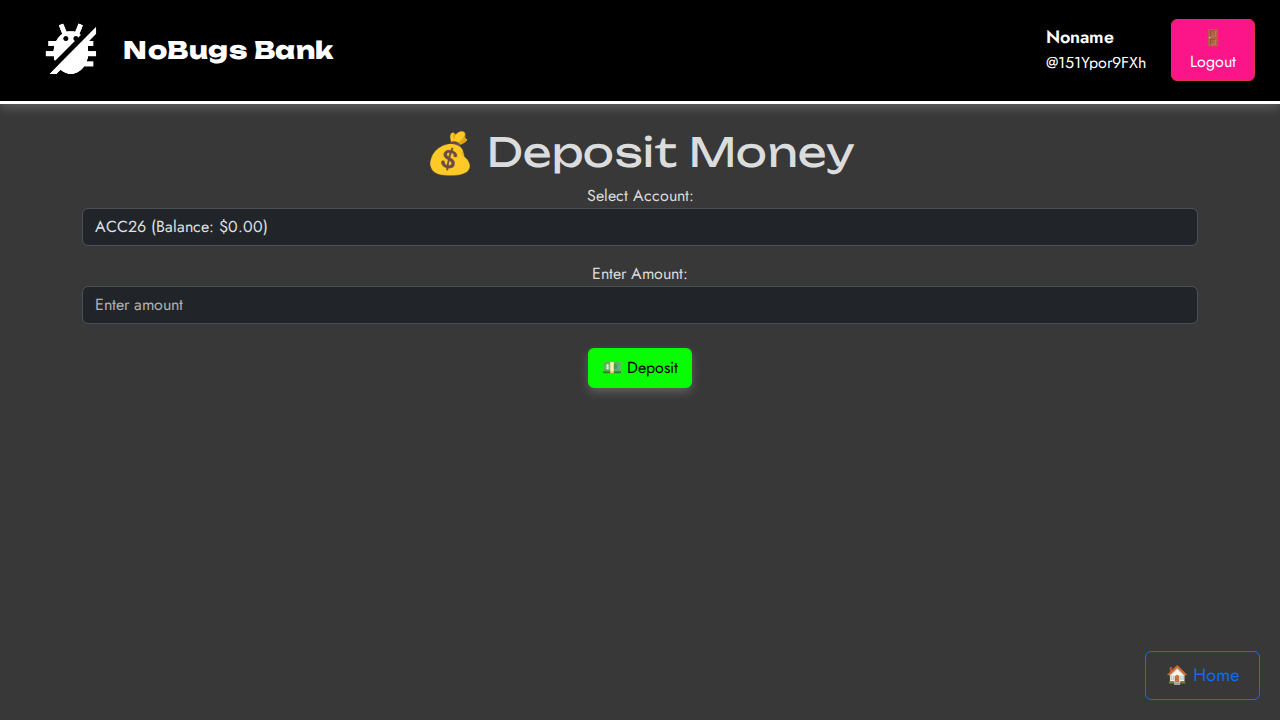 NoBugs Bank
Noname
@151Ypor9FXh
Logout
Deposit Money
Select Account:
ACC26 (Balance: $0.00)
Enter Amount:
Enter amount
Deposit
Home